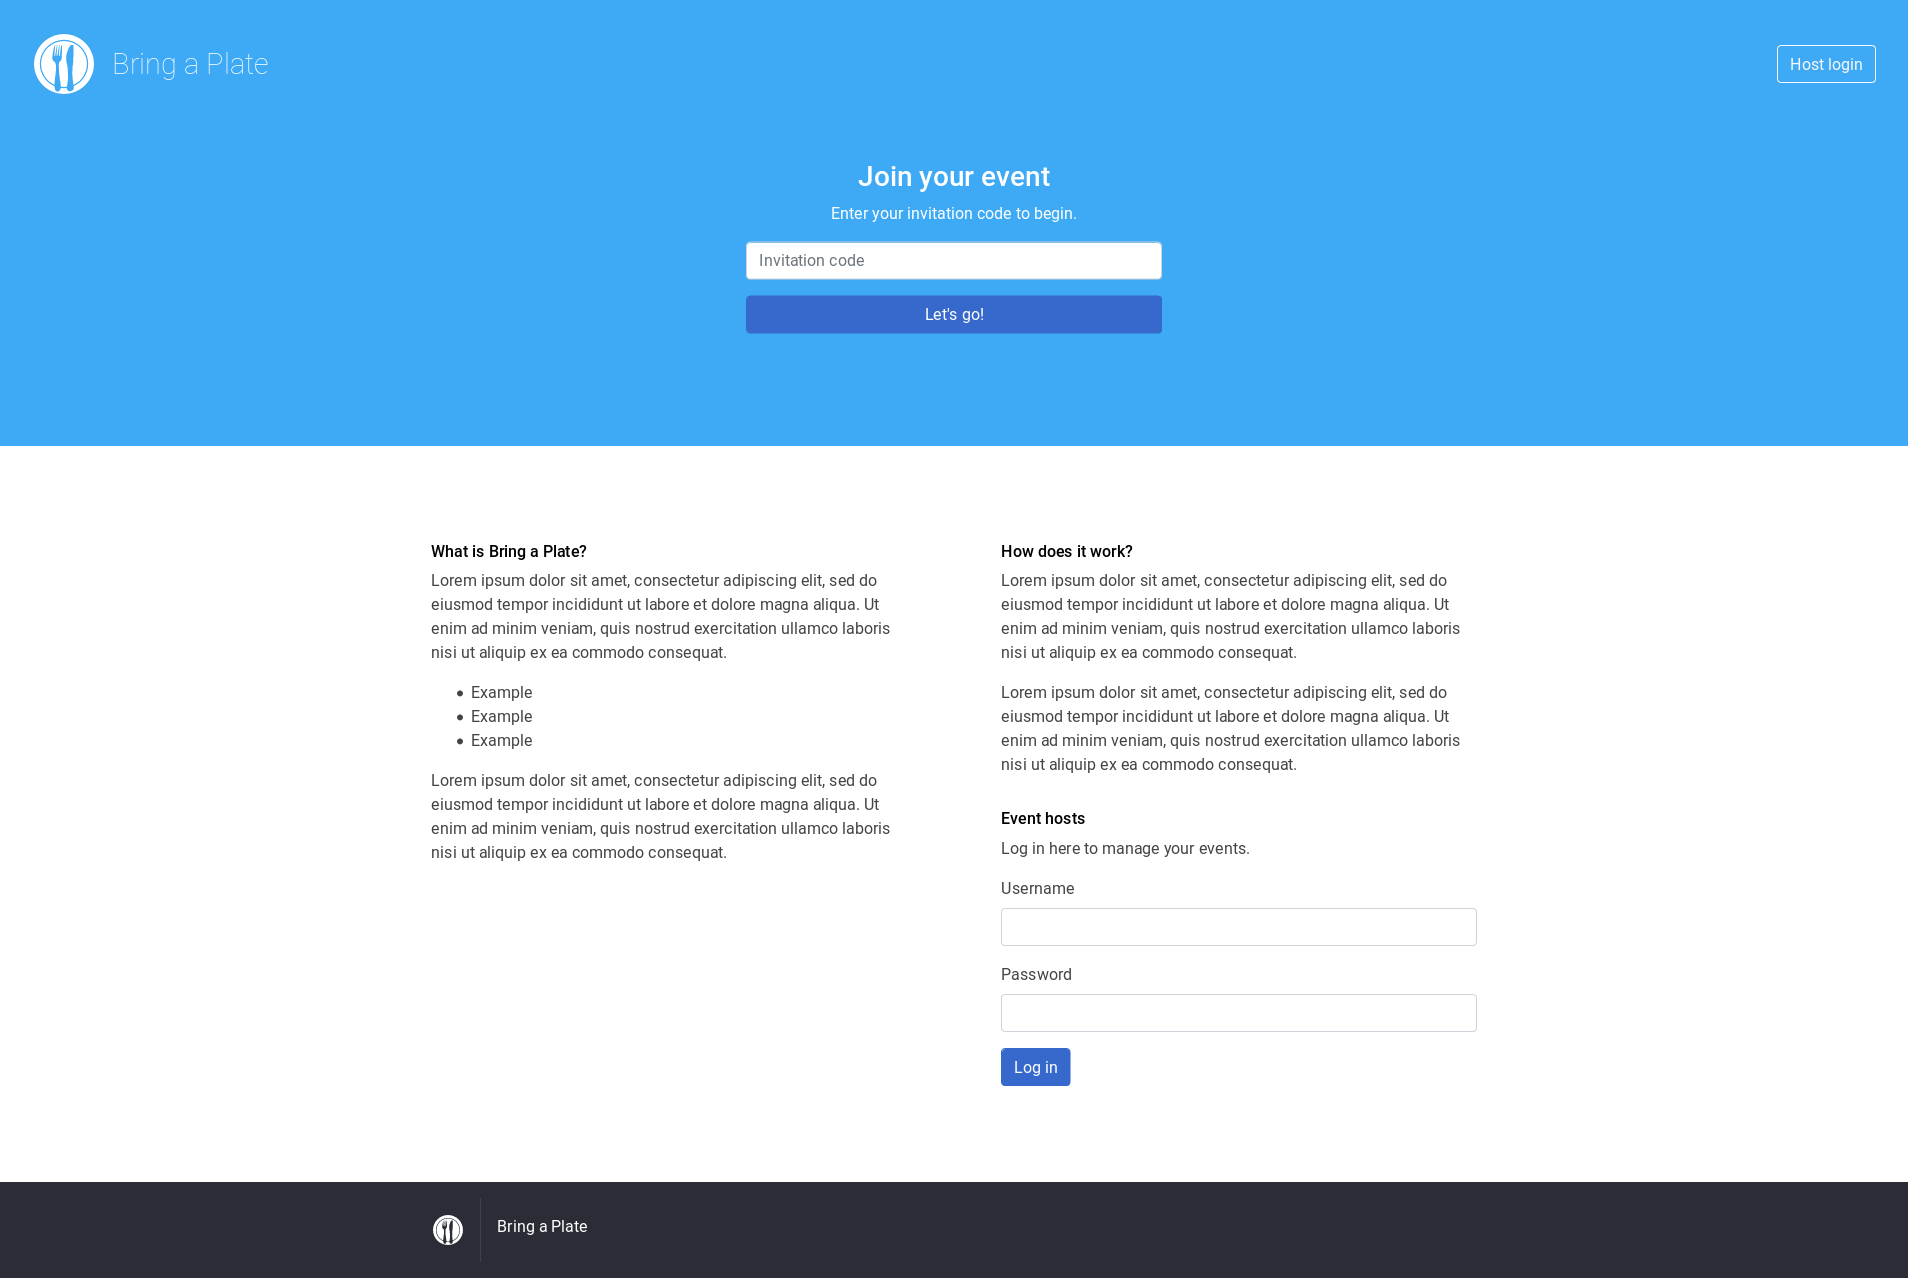 Bring a Plate
Host login
Join your event
Enter your invitation code to begin.
Invitation code
Let's go!
What is Bring a Plate?
Lorem ipsum dolor sit amet, consectetur adipiscing elit, sed do
eiusmod tempor incididunt ut labore et dolore magna aliqua. Ut
enim ad minim veniam, quis nostrud exercitation ullamco laboris
nisi ut aliquip ex ea commodo consequat.
• Example
• Example
• Example
Lorem ipsum dolor sit amet, consectetur adipiscing elit, sed do
eiusmod tempor incididunt ut labore et dolore magna aliqua. Ut
enim ad minim veniam, quis nostrud exercitation ullamco laboris
nisi ut aliquip ex ea commodo consequat.
How does it work?
Lorem ipsum dolor sit amet, consectetur adipiscing elit, sed do
eiusmod tempor incididunt ut labore et dolore magna aliqua. Ut
enim ad minim veniam, quis nostrud exercitation ullamco laboris
nisi ut aliquip ex ea commodo consequat.
Lorem ipsum dolor sit amet, consectetur adipiscing elit, sed do
eiusmod tempor incididunt ut labore et dolore magna aliqua. Ut
enim ad minim veniam, quis nostrud exercitation ullamco laboris
nisi ut aliquip ex ea commodo consequat.
Event hosts
Log in here to manage your events.
Username
Password
Log in
Bring a Plate